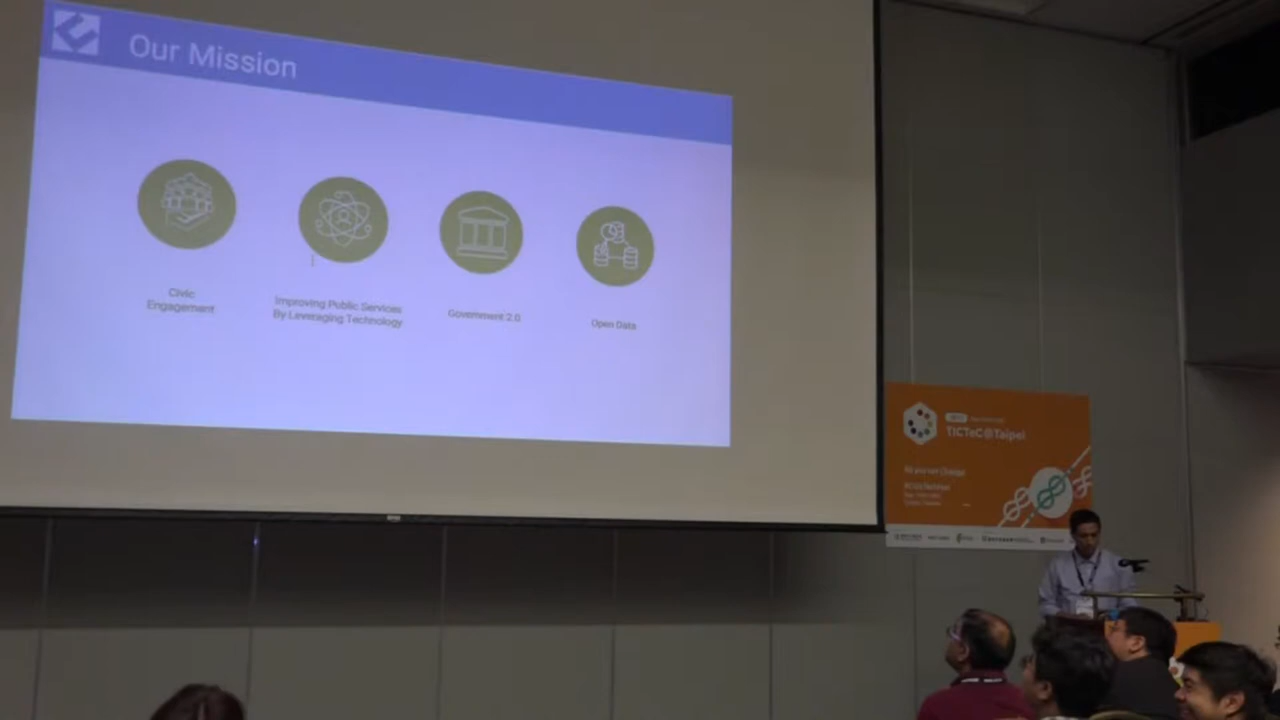 Our Mission
Civic
Engagement
Improving Public Services
By Leveraging Technology
Government 2.0
Open Data
TICTeC@Taipei